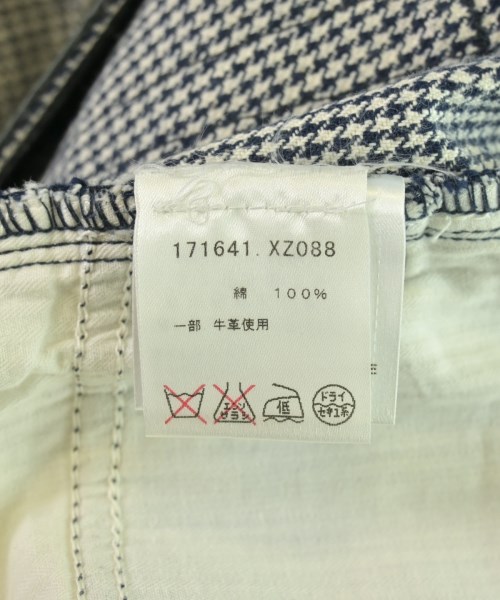 171641. XZ088
綿 100%
一部 牛革使用
エンソ
サラシ
低
ドライ
セキユ系